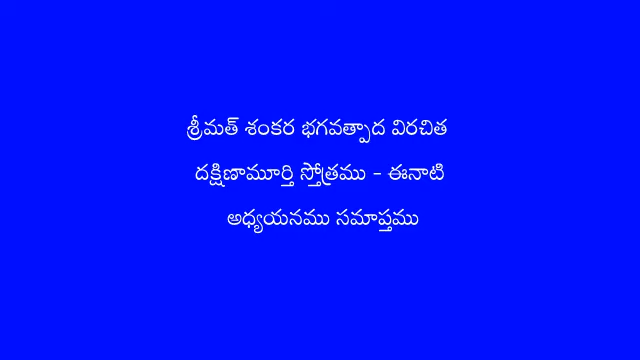 శ్రీమత్ శంకర భగవత్పాద విరచిత
దక్షిణామూర్తి స్తోత్రము - ఈనాటి
అధ్యయనము సమాప్తము